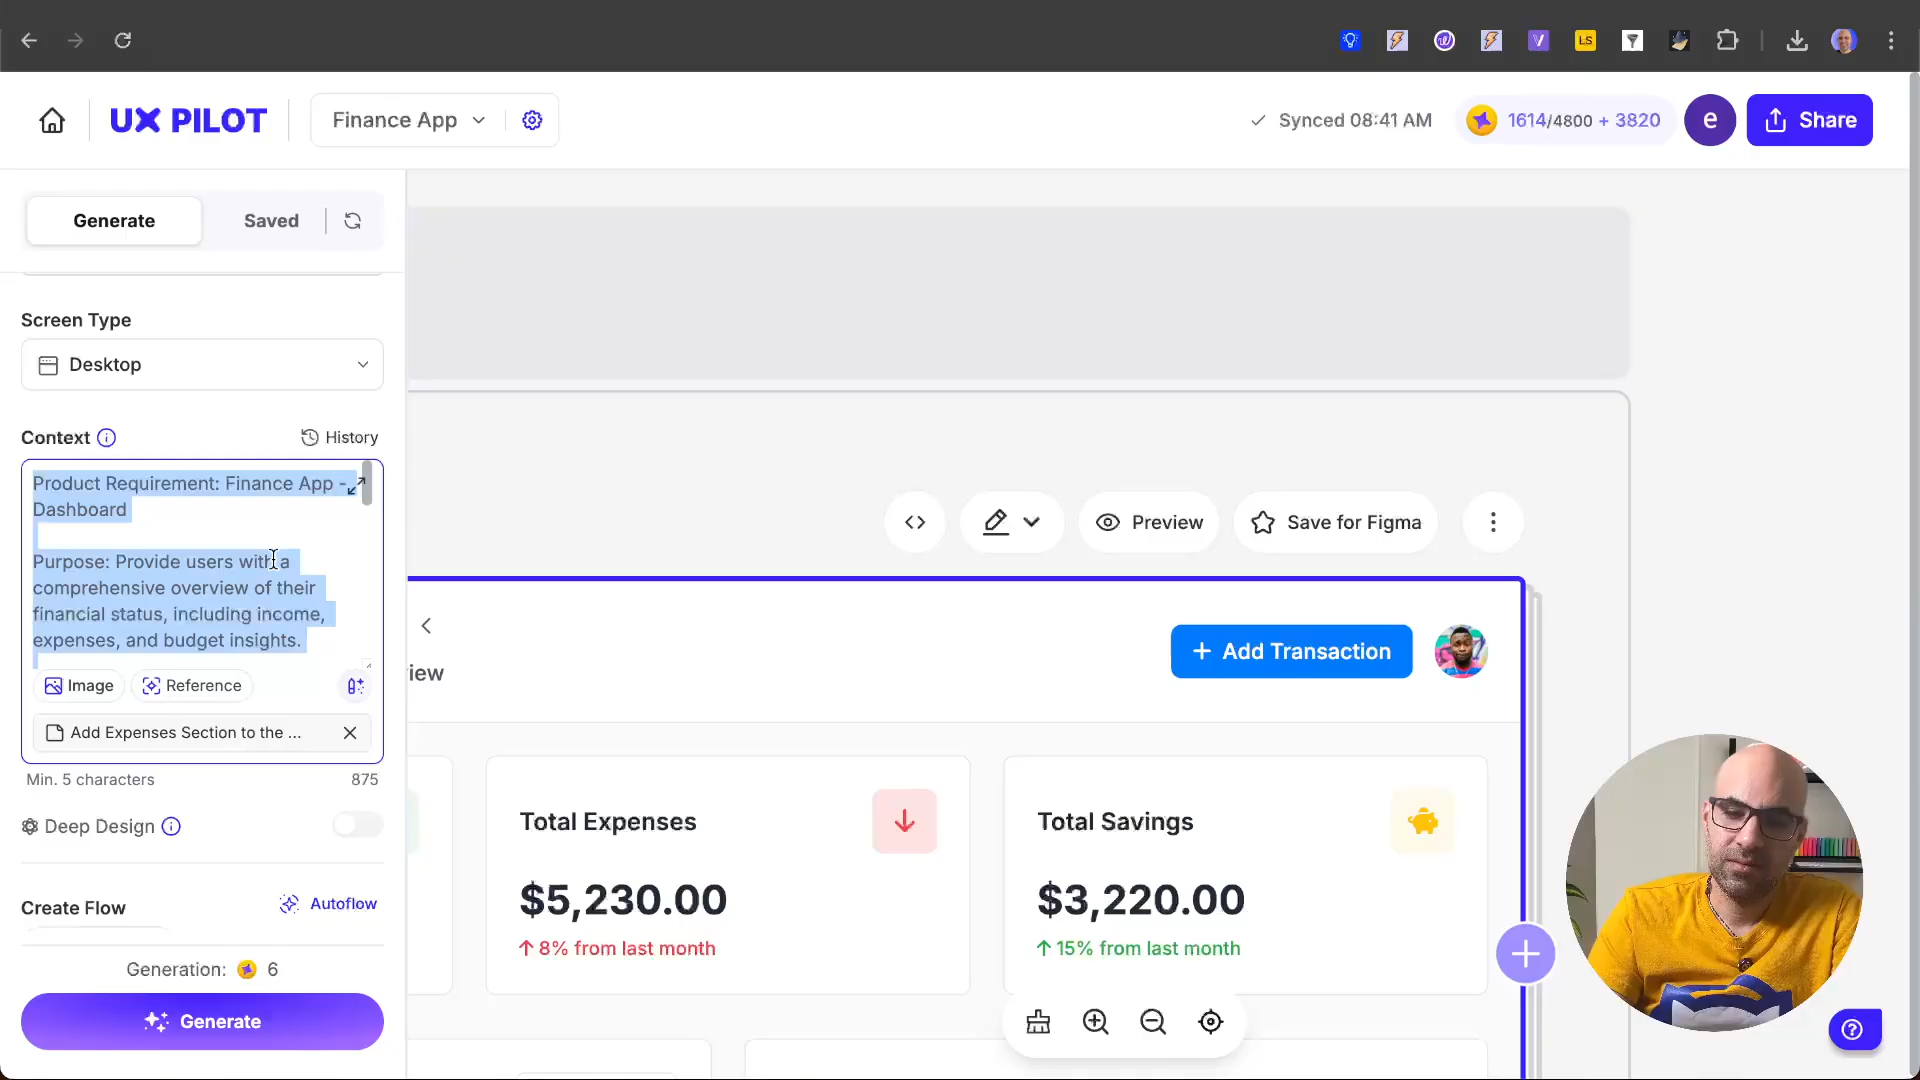 V
LS
UX PILOT
Finance App
Synced 08:41 AM
1614/4800 + 3820
e
Share
Generate
Saved
Screen Type
Desktop
Context
History
Product Requirement: Finance App -
Dashboard
Purpose: Provide users with a
comprehensive overview of their
financial status, including income,
expenses, and budget insights.
Image
Reference
Add Expenses Section to the ...
Min. 5 characters
875
Deep Design
Create Flow
Autoflow
Generation:
6
Generate
Preview
Save for Figma
+ Add Transaction
iew
Total Expenses
$5,230.00
↑ 8% from last month
Total Savings
$3,220.00
↑ 15% from last month